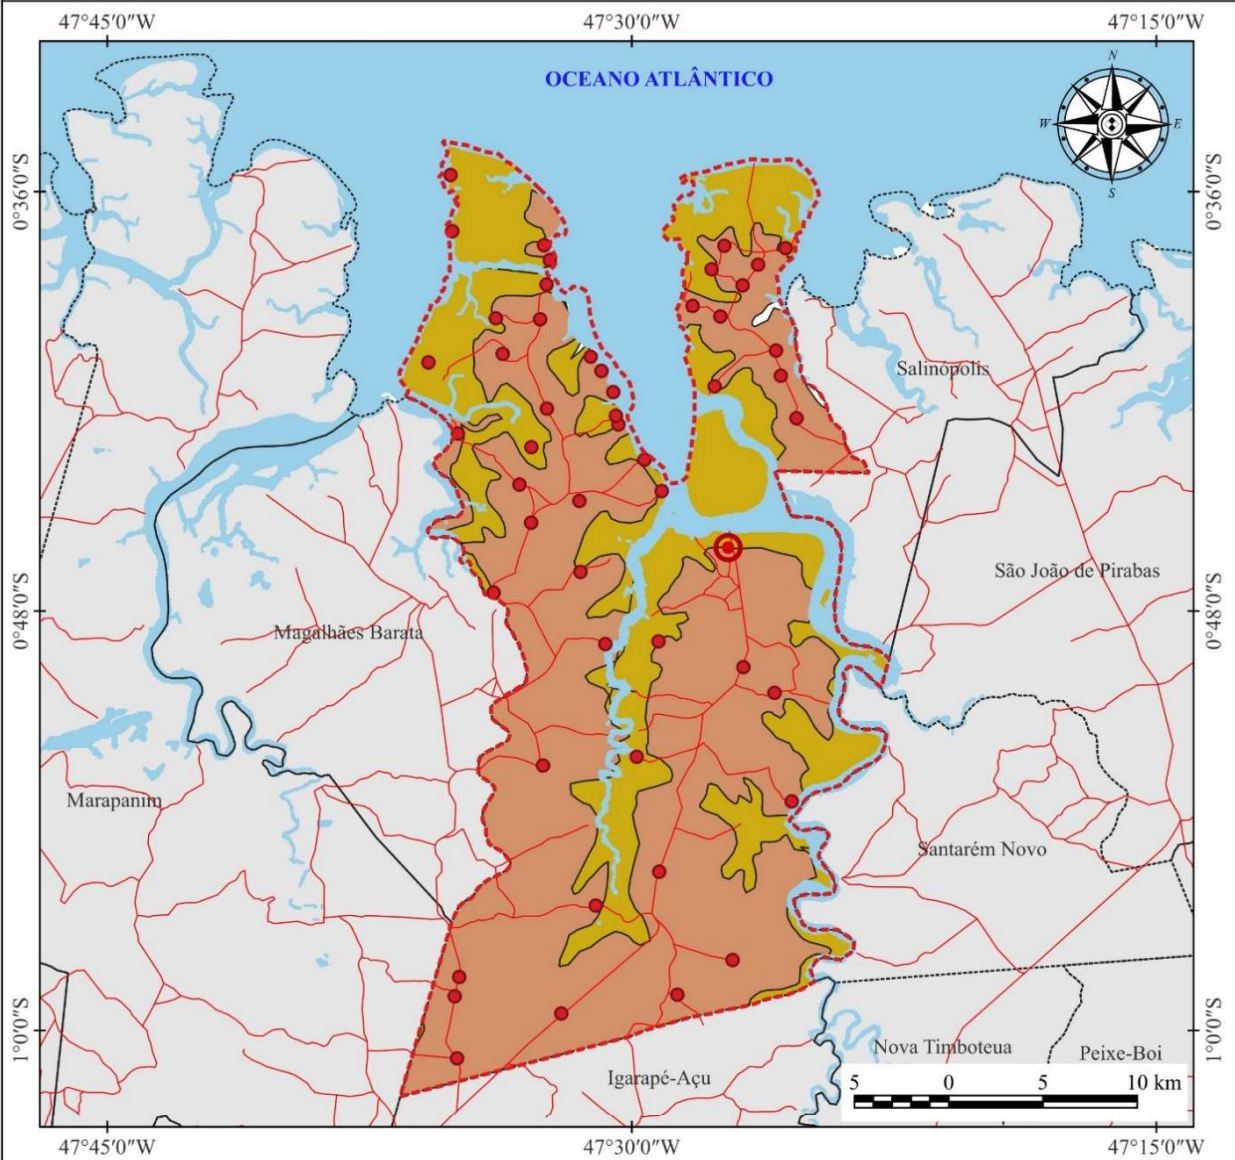 47°45'0"W 47°30'0"W 47°15'0"W
OCEANO ATLÂNTICO
N
W E
S
0°36'0"S 0°36'0"S
Salinópolis
São João de Pirabas
0°48'0"S 0°48'0"S
Magalhães Barata
Marapanim
Santarém Novo
1°0'0"S 1°0'0"S
Nova Timboteua Peixe-Boi
Igarapé-Açu
5 0 5 10 km
47°45'0"W 47°30'0"W 47°15'0"W